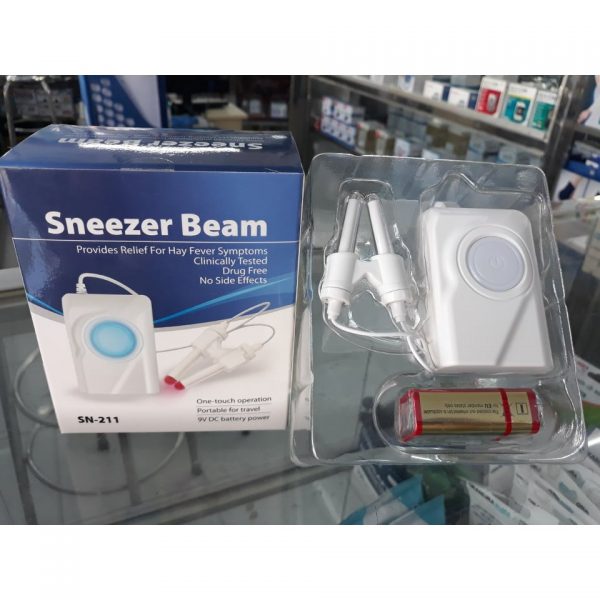 Sneezer Beam
Sneezer Beam
Provides Relief For Hay Fever Symptoms
Clinically Tested
Drug Free
No Side Effects
One-touch operation
Portable for travel
9V DC battery power
SN-211